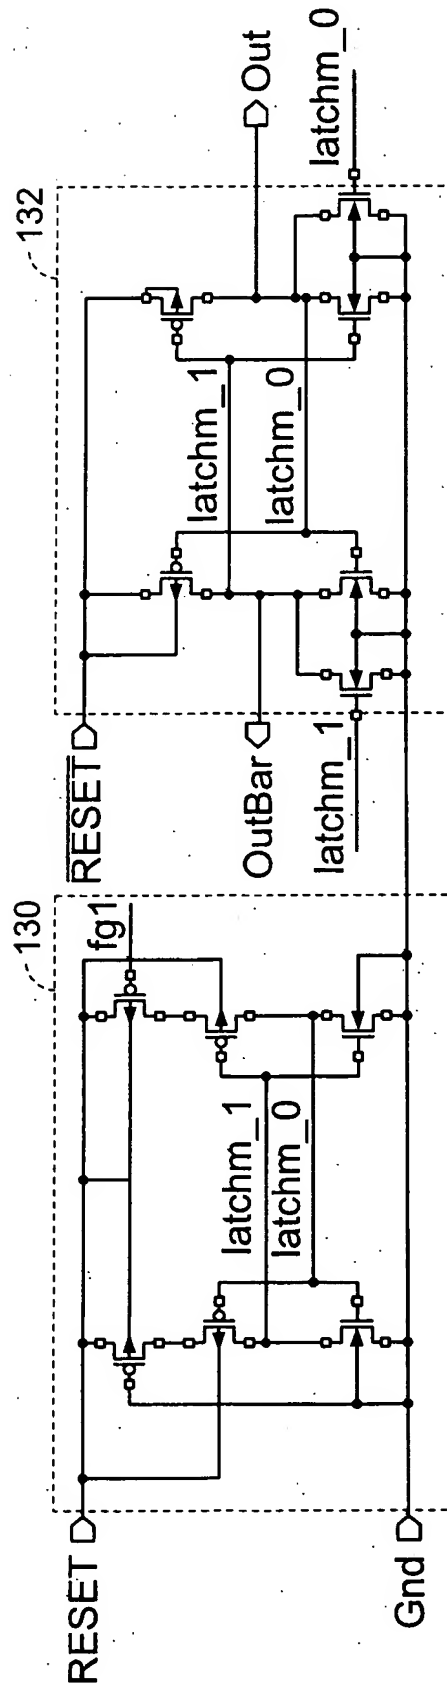 130
132
RESET
fg1
latchm_1
latchm_0
Gnd
RESET
OutBar
latchm_1
latchm_1
latchm_0
Out
latchm_0